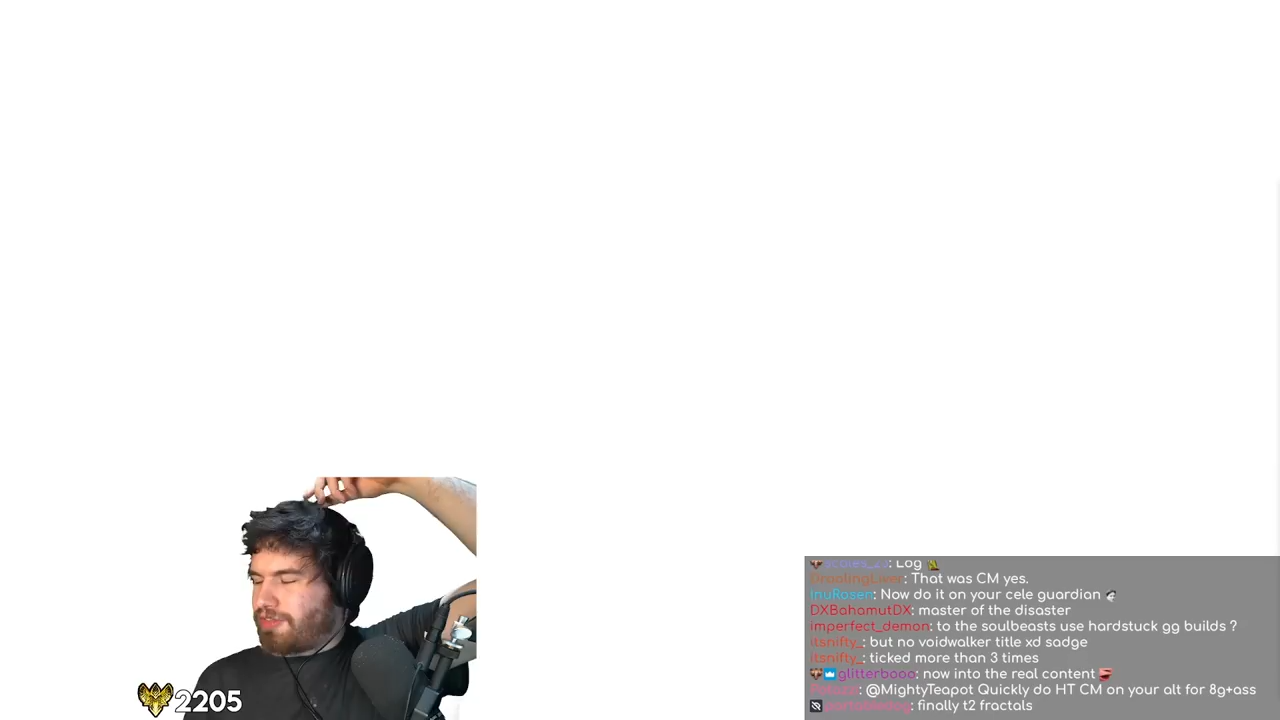 2205
: Log
DroolingLiver: That was CM yes.
InuRosen: Now do it on your cele guardian
DXBahamutDX: master of the disaster
imperfect_demon: to the soulbeasts use hardstuck gg builds ?
itsnifty_: but no voidwalker title xd sadge
itsnifty_: ticked more than 3 times
glitterbooo: now into the real content
: @MightyTeapot Quickly do HT CM on your alt for 8g+ass
portabledog: finally t2 fractals